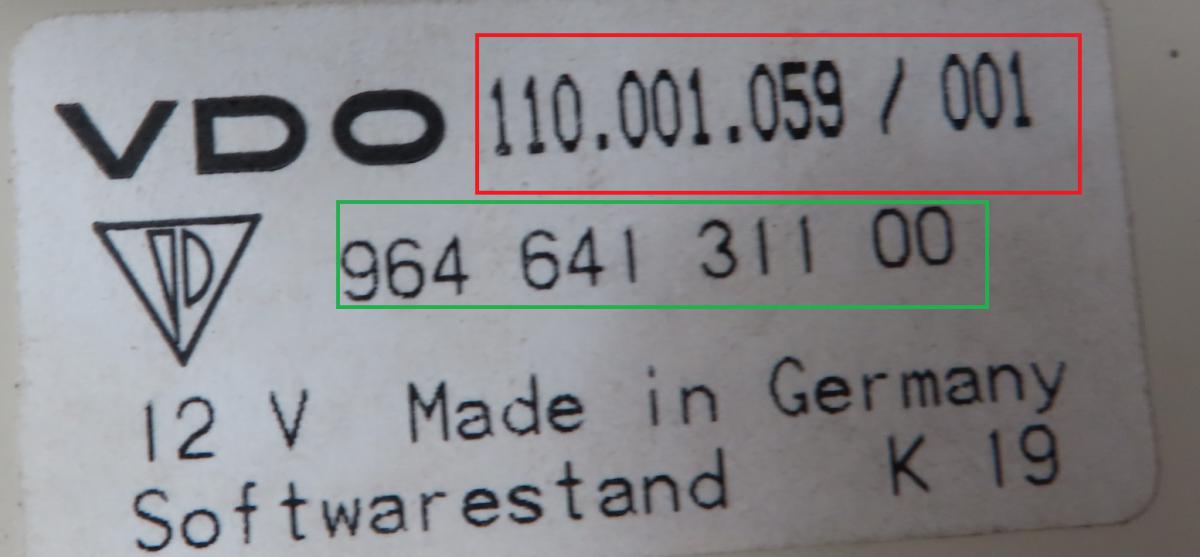 VDO 110.001.059 / 001
964 641 311 00
12 V Made in Germany
Softwarestand K 19